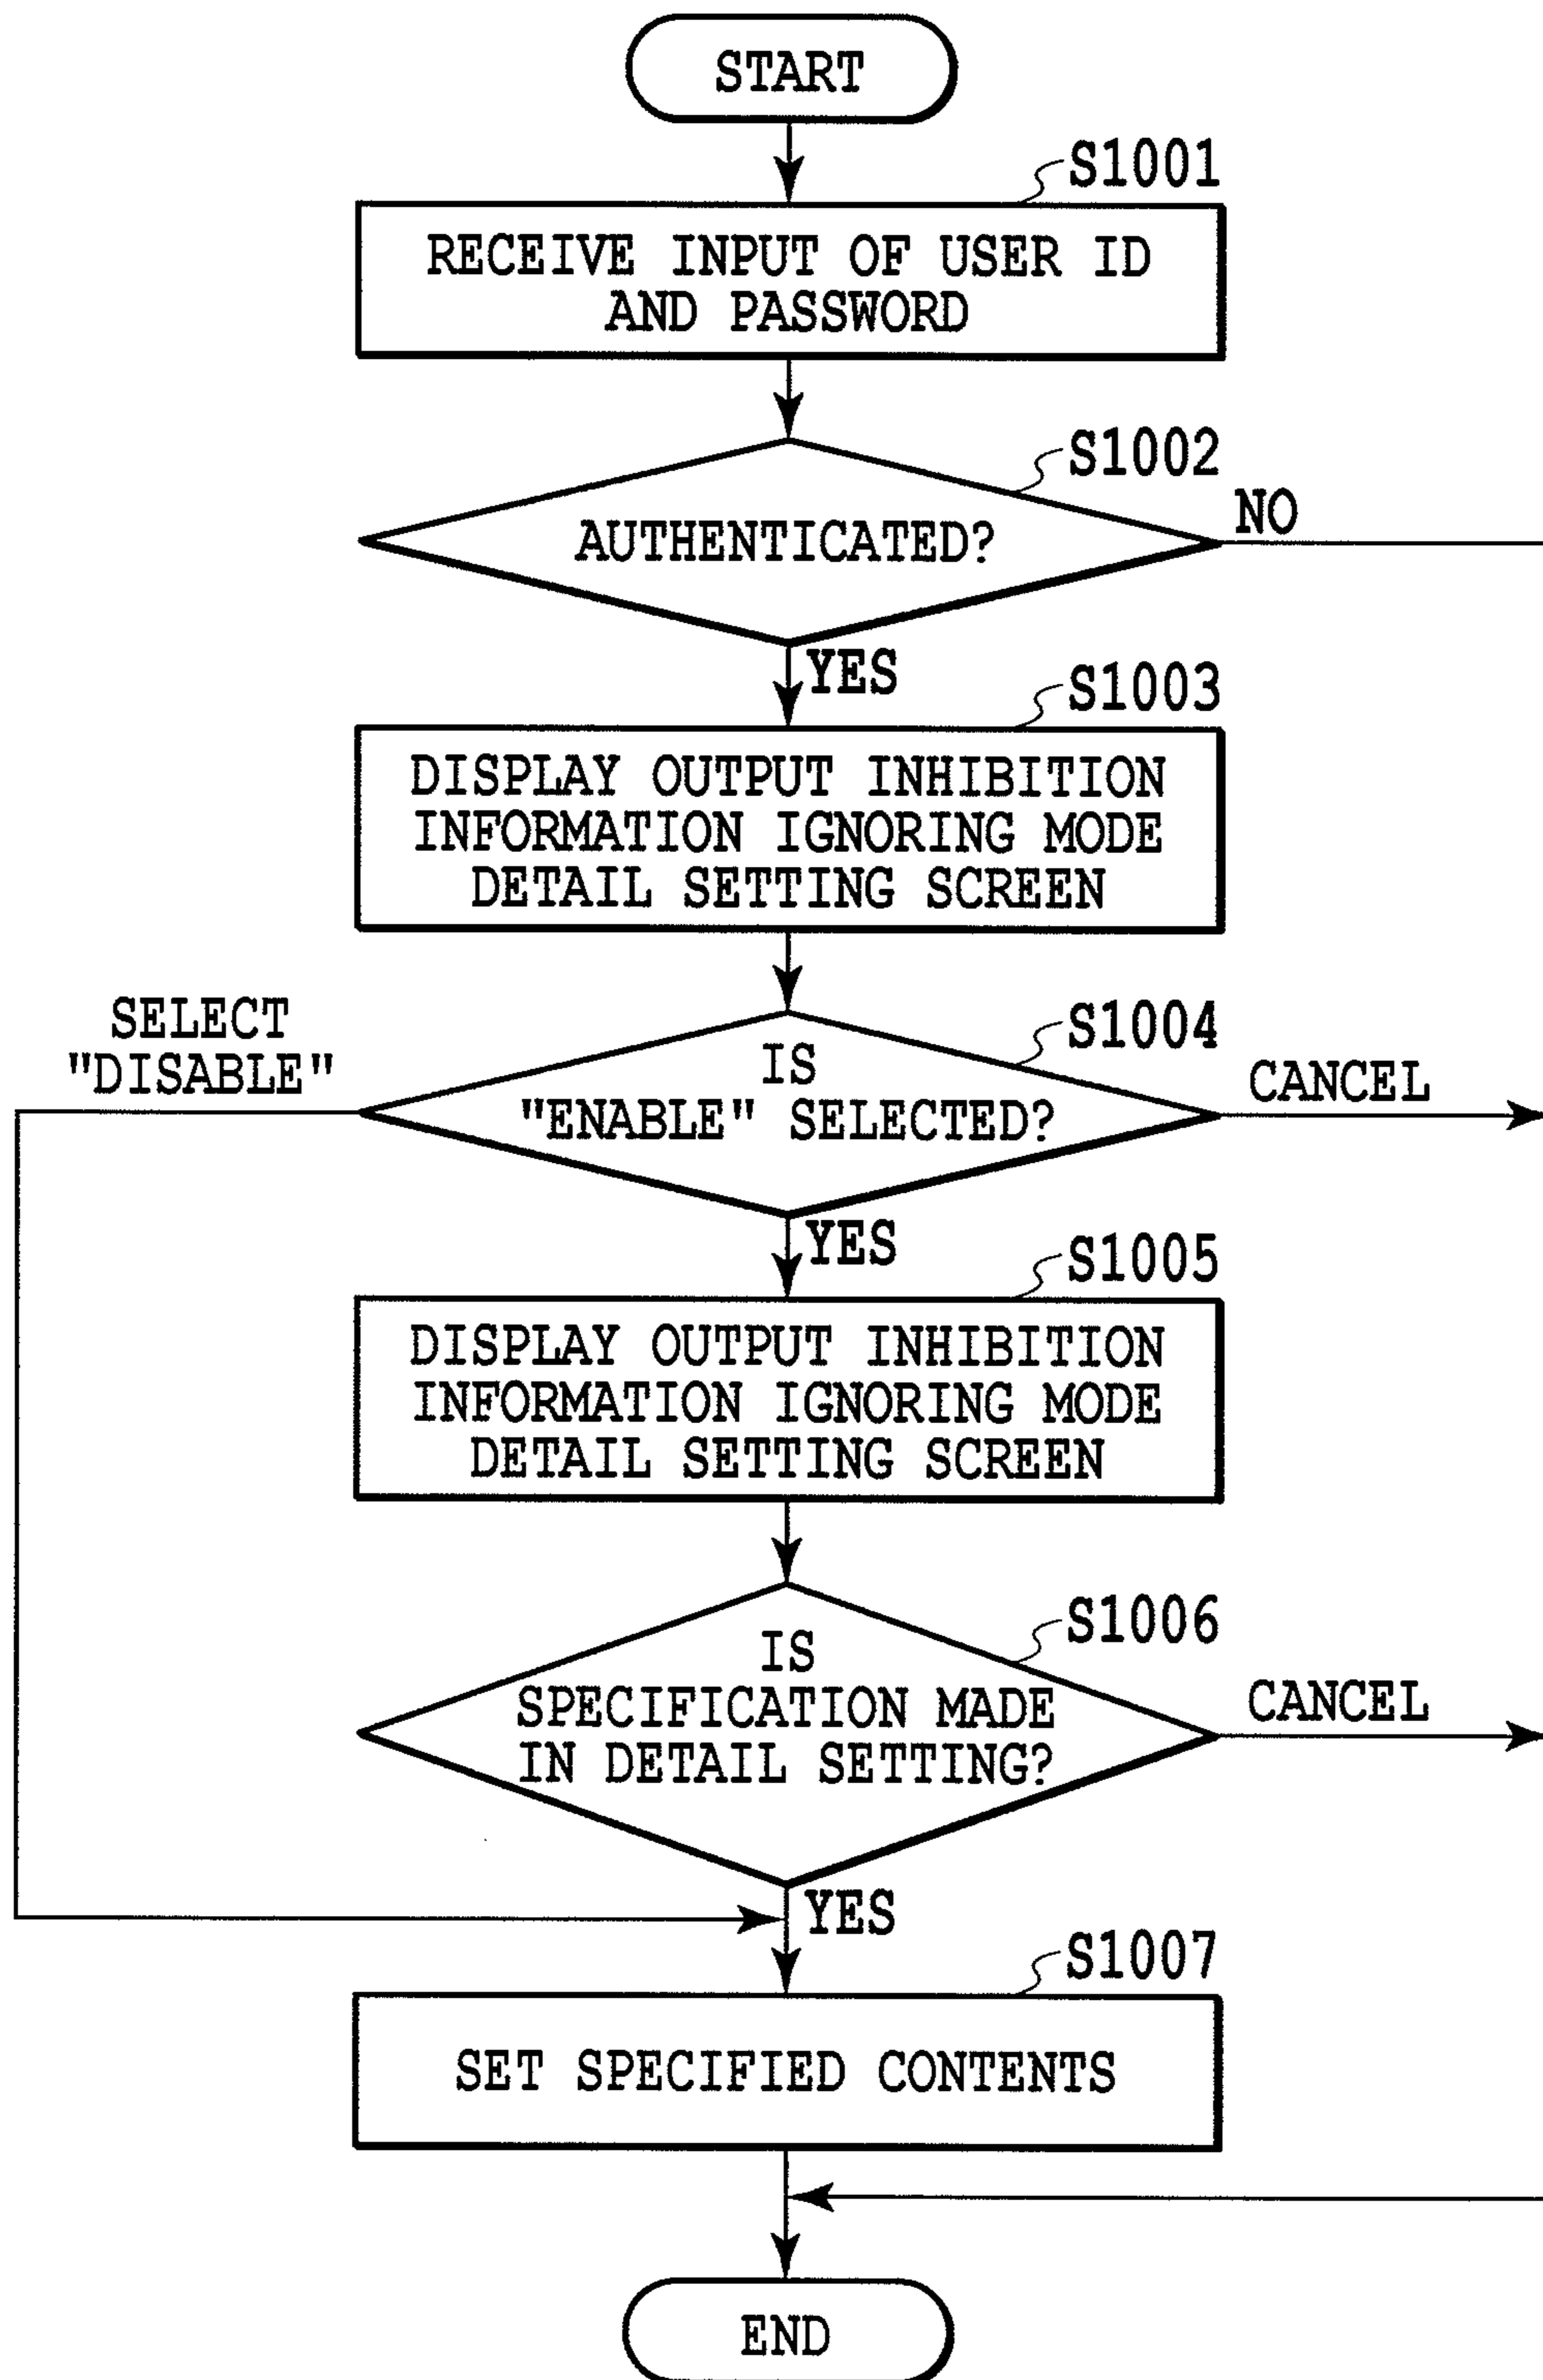 START
S1001
RECEIVE INPUT OF USER ID
AND PASSWORD
S1002
AUTHENTICATED?
NO
YES
S1003
DISPLAY OUTPUT INHIBITION
INFORMATION IGNORING MODE
DETAIL SETTING SCREEN
SELECT
"DISABLE"
S1004
IS
"ENABLE" SELECTED?
CANCEL
YES
S1005
DISPLAY OUTPUT INHIBITION
INFORMATION IGNORING MODE
DETAIL SETTING SCREEN
S1006
IS
SPECIFICATION MADE
IN DETAIL SETTING?
CANCEL
YES
S1007
SET SPECIFIED CONTENTS
END